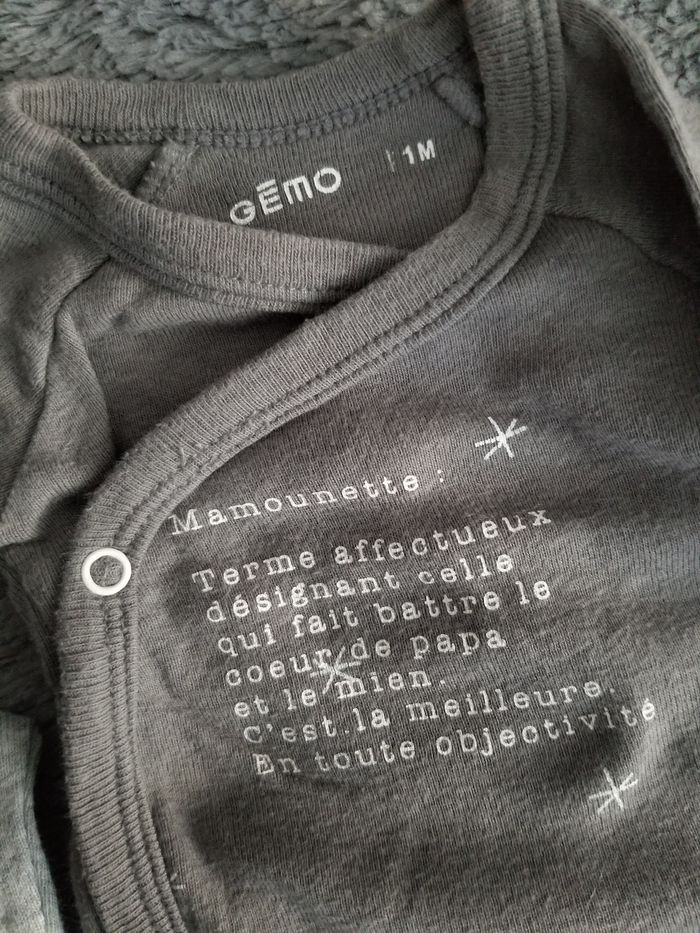 GĒMO 1M
Mamounette :
Terme affectueux
désignant celle
qui fait battre le
coeur de papa
et le mien.
C'est la meilleure.
En toute objectivité